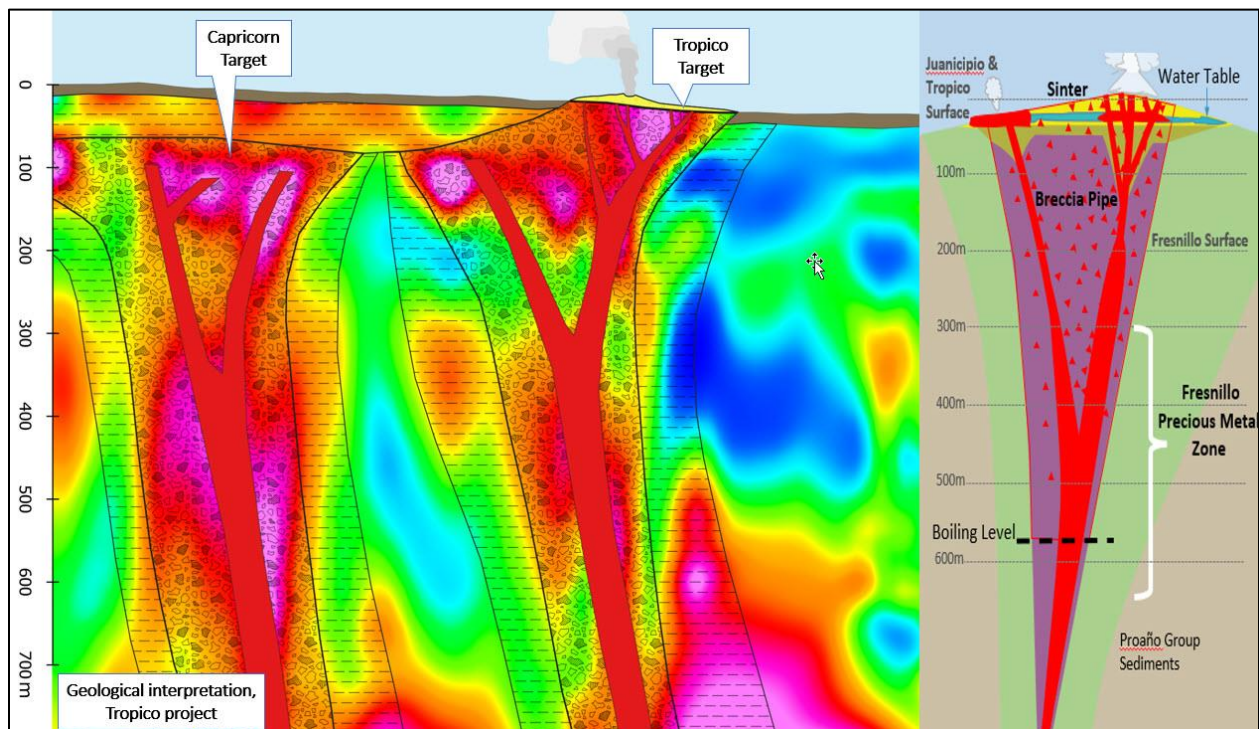 Capricorn
Target
Tropico
Target
0
100
200
300
400
500
600
700 m
Geological interpretation,
Tropico project
Juanicipio &
Tropico
Surface
Sinter
Water Table
100m
Breccia Pipe
200m
Fresnillo Surface
300m
400m
Fresnillo
Precious Metal
Zone
500m
Boiling Level
600m
Proaño Group
Sediments